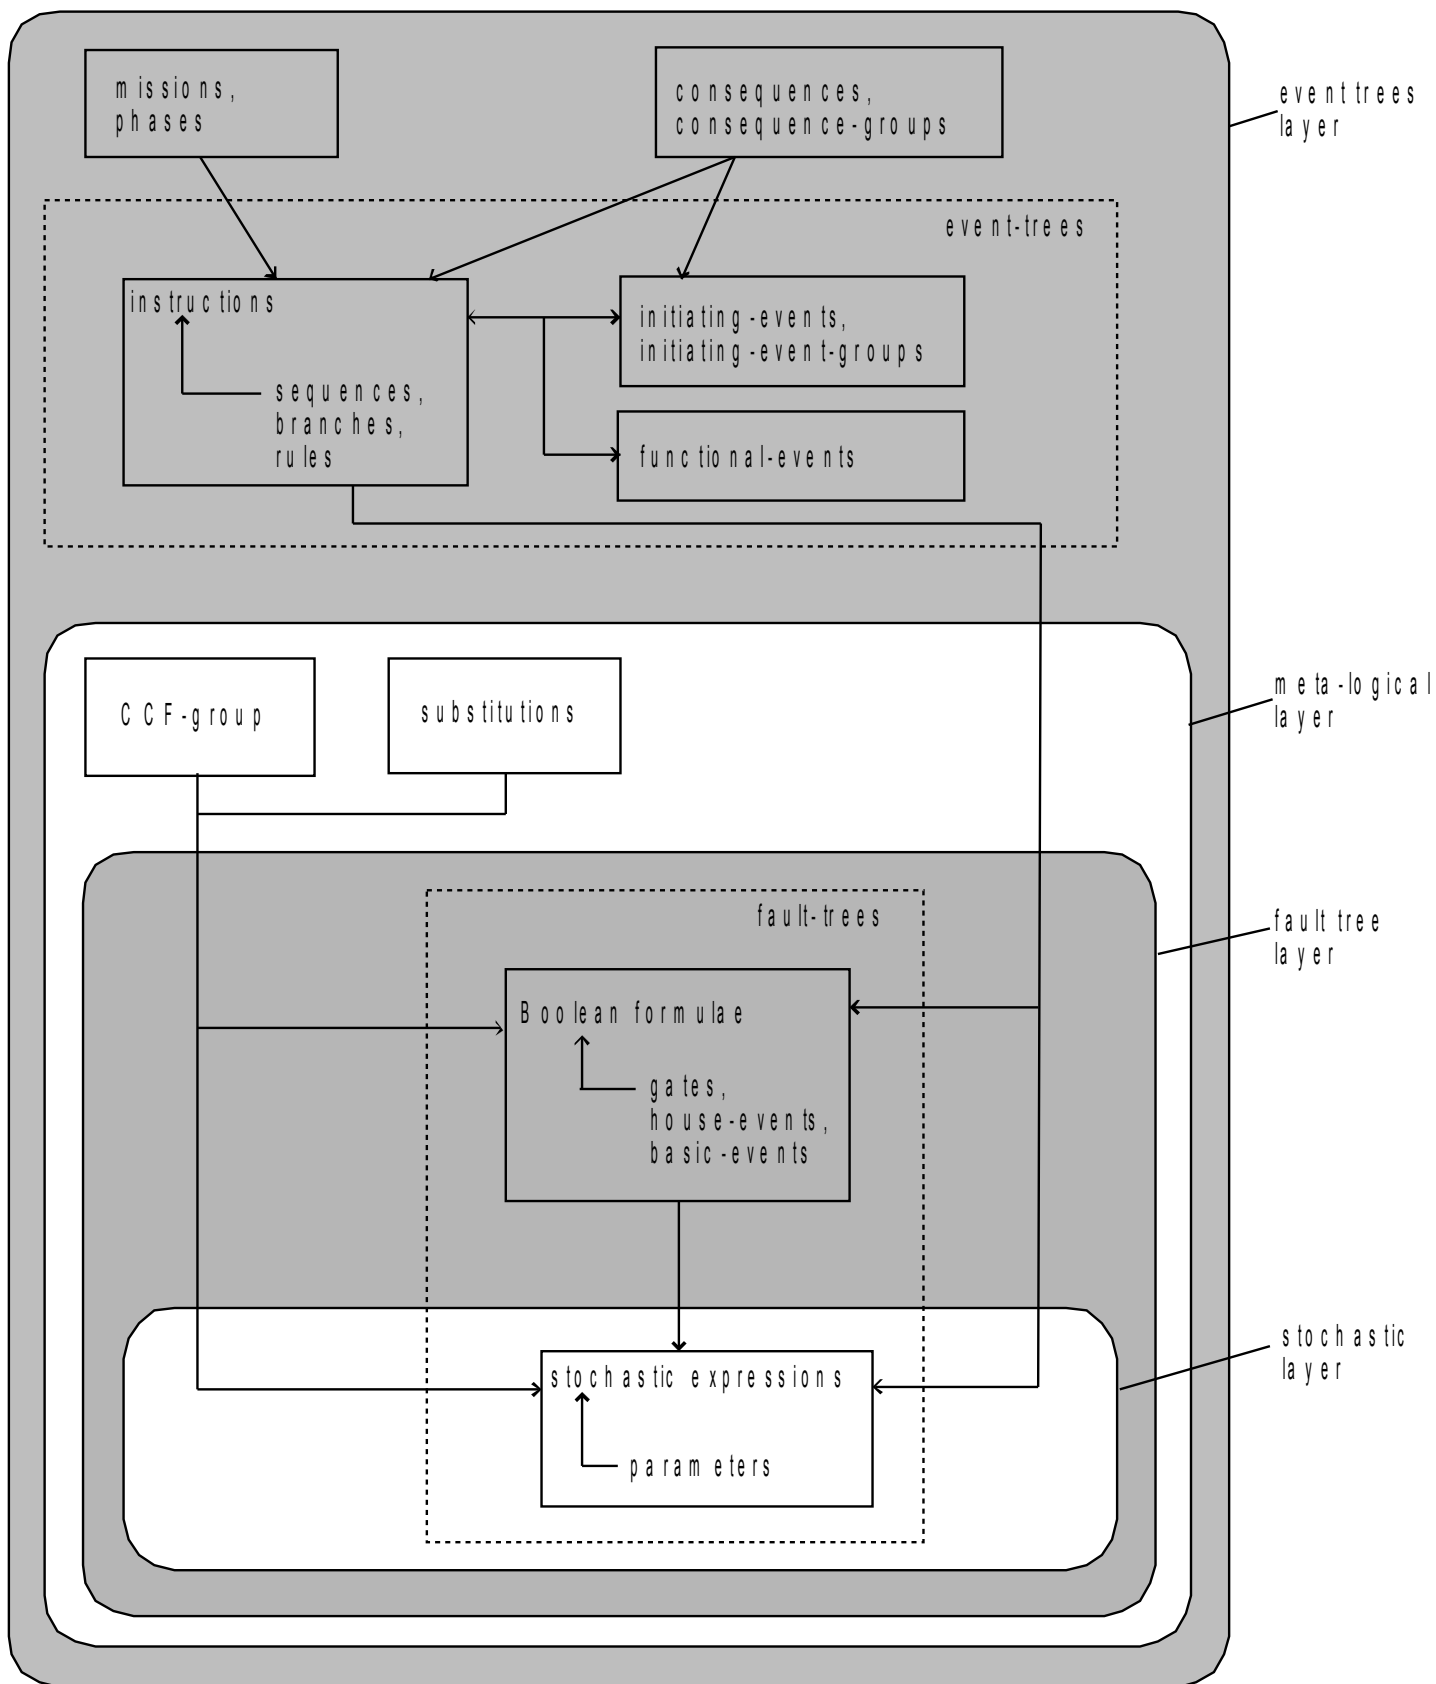 missions,
phases
consequences,
consequence-groups
event trees
layer
event-trees
instructions
sequences,
branches,
rules
initiating-events,
initiating-event-groups
functional-events
CCF-group
substitutions
meta-logical
layer
fault-trees
fault tree
layer
Boolean formulae
gates,
house-events,
basic-events
stochastic expressions
parameters
stochastic
layer